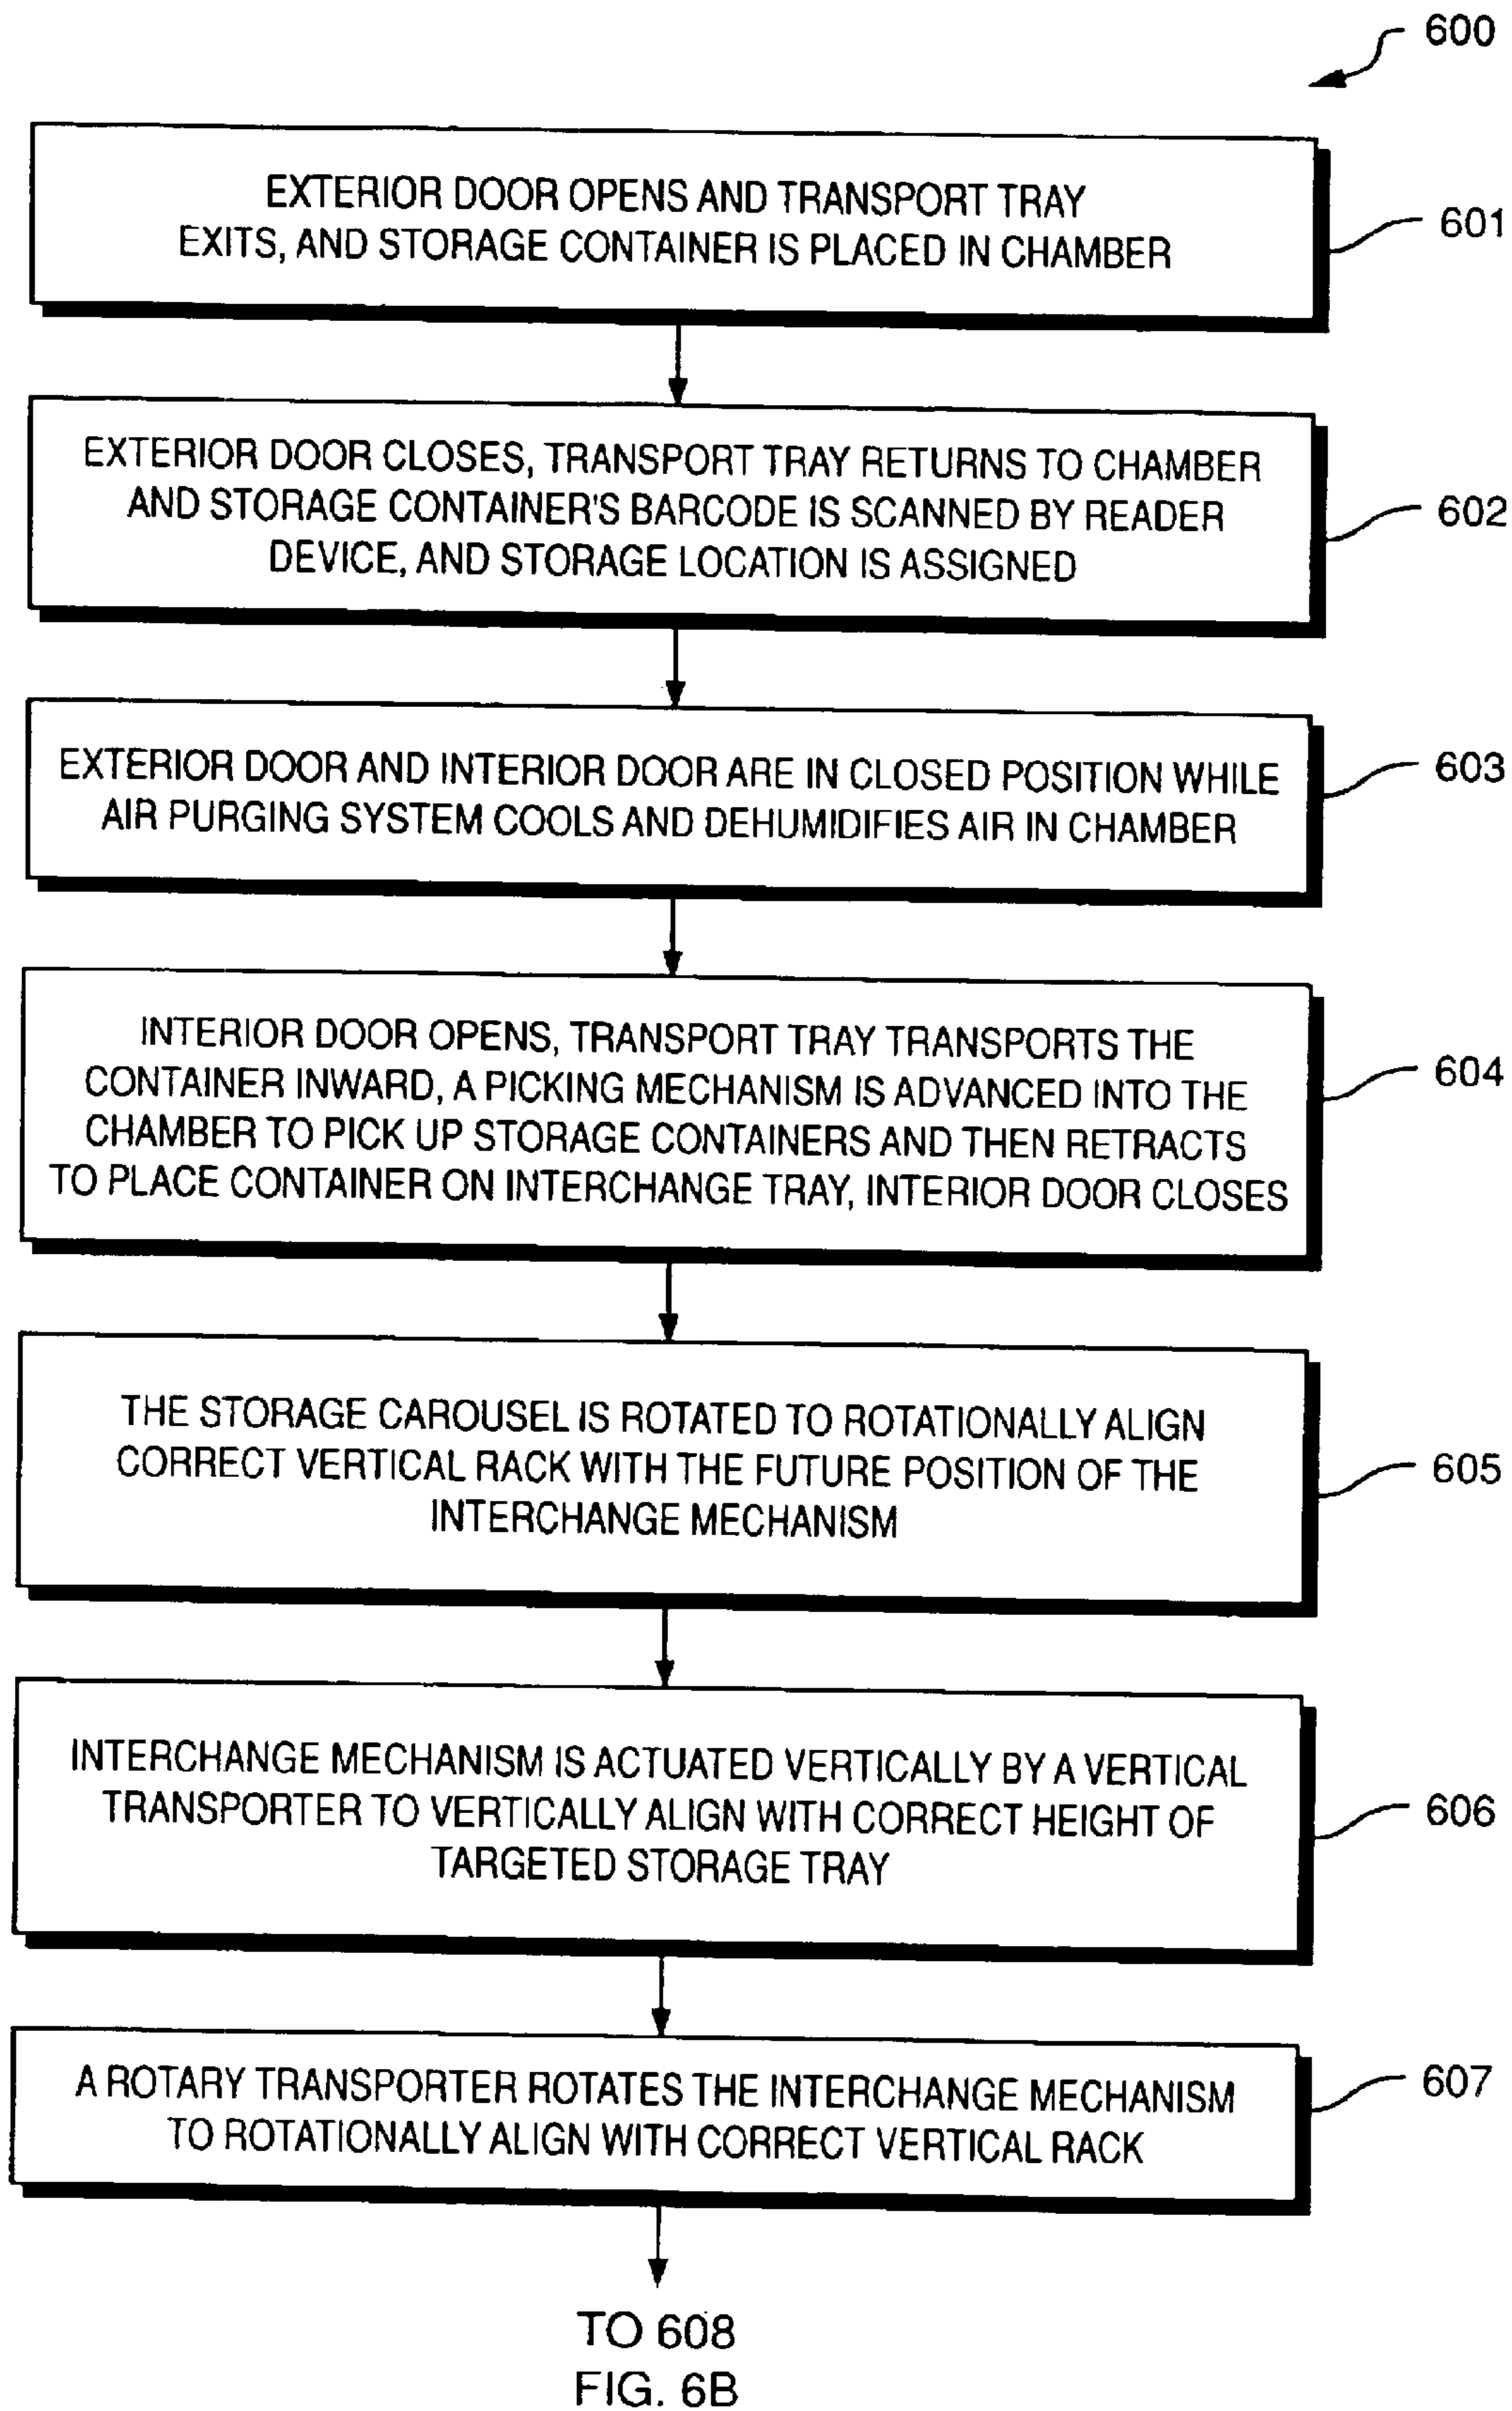 600
EXTERIOR DOOR OPENS AND TRANSPORT TRAY
EXITS, AND STORAGE CONTAINER IS PLACED IN CHAMBER
601
EXTERIOR DOOR CLOSES, TRANSPORT TRAY RETURNS TO CHAMBER
AND STORAGE CONTAINER'S BARCODE IS SCANNED BY READER
DEVICE, AND STORAGE LOCATION IS ASSIGNED
602
EXTERIOR DOOR AND INTERIOR DOOR ARE IN CLOSED POSITION WHILE
AIR PURGING SYSTEM COOLS AND DEHUMIDIFIES AIR IN CHAMBER
603
INTERIOR DOOR OPENS, TRANSPORT TRAY TRANSPORTS THE
CONTAINER INWARD, A PICKING MECHANISM IS ADVANCED INTO THE
CHAMBER TO PICK UP STORAGE CONTAINERS AND THEN RETRACTS
TO PLACE CONTAINER ON INTERCHANGE TRAY, INTERIOR DOOR CLOSES
604
THE STORAGE CAROUSEL IS ROTATED TO ROTATIONALLY ALIGN
CORRECT VERTICAL RACK WITH THE FUTURE POSITION OF THE
INTERCHANGE MECHANISM
605
INTERCHANGE MECHANISM IS ACTUATED VERTICALLY BY A VERTICAL
TRANSPORTER TO VERTICALLY ALIGN WITH CORRECT HEIGHT OF
TARGETED STORAGE TRAY
606
A ROTARY TRANSPORTER ROTATES THE INTERCHANGE MECHANISM
TO ROTATIONALLY ALIGN WITH CORRECT VERTICAL RACK
607
TO 608
FIG. 6B